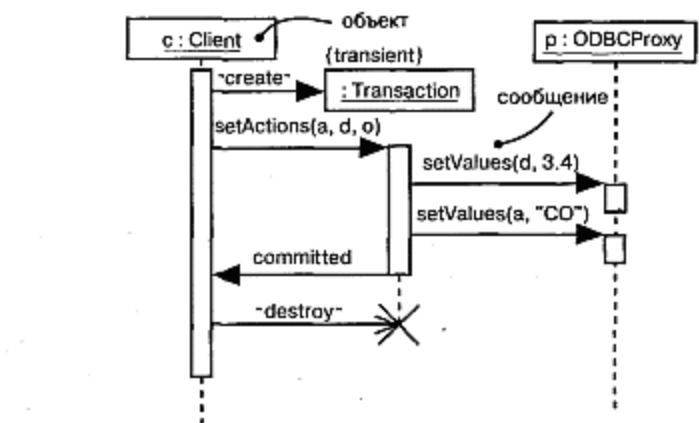 объект
c : Client
p : ODBCProxy
{transient}
~create~
: Transaction
сообщение
setActions(a, d, o)
setValues(d, 3.4)
setValues(a, "CO")
committed
~destroy~